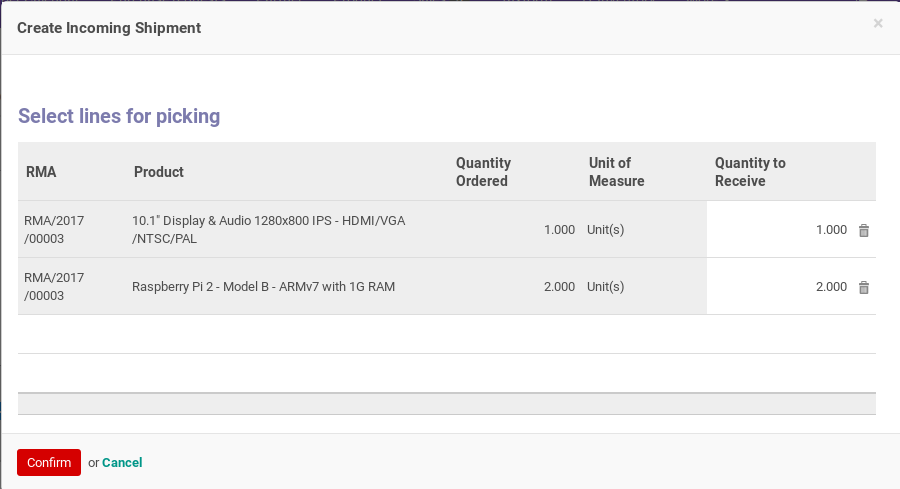 Create Incoming Shipment ×
Select lines for picking
RMA Product Quantity Ordered Unit of Measure Quantity to Receive
RMA/2017/00003 10.1" Display & Audio 1280x800 IPS - HDMI/VGA/NTSC/PAL 1.000 Unit(s) 1.000
RMA/2017/00003 Raspberry Pi 2 - Model B - ARMv7 with 1G RAM 2.000 Unit(s) 2.000
Confirm or Cancel